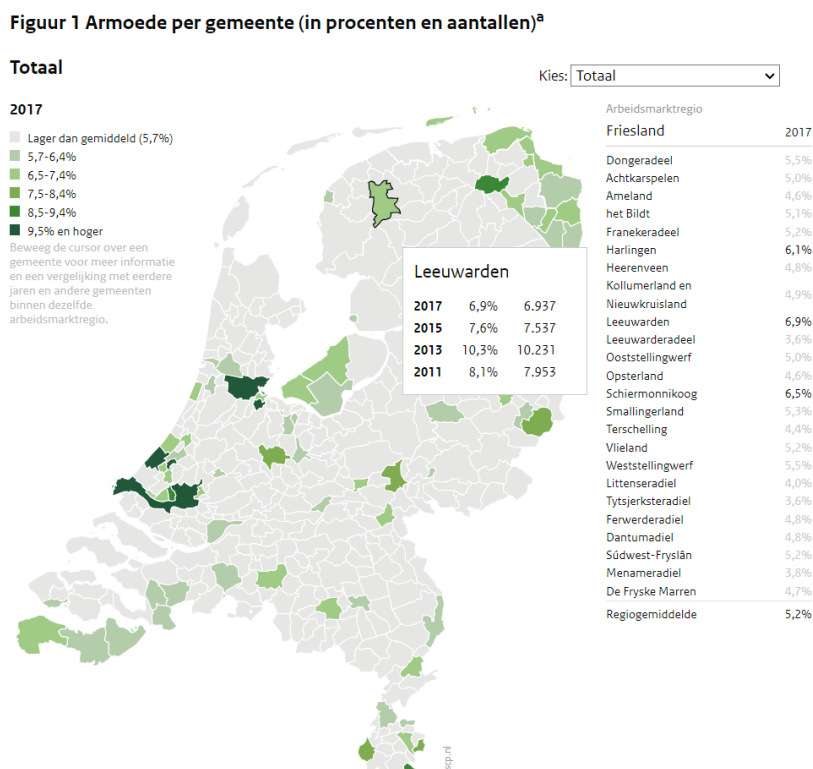 Figuur 1 Armoede per gemeente (in procenten en aantallen)a
Totaal
Kies: Totaal
2017
Lager dan gemiddeld (5,7%)
5,7-6,4%
6,5-7,4%
7,5-8,4%
8,5-9,4%
9,5% en hoger
Beweeg de cursor over een
gemeente voor meer informatie
en een vergelijking met eerdere
jaren en andere gemeenten
binnen dezelfde
arbeidsmarktregio.
Leeuwarden
2017 6,9% 6.937
2015 7,6% 7.537
2013 10,3% 10.231
2011 8,1% 7.953
scp.nl
Arbeidsmarktregio
Friesland 2017
Dongeradeel 5,5%
Achtkarspelen 5,0%
Ameland 4,6%
het Bildt 5,1%
Franekeradeel 5,2%
Harlingen 6,1%
Heerenveen 4,8%
Kollumerland en
Nieuwkruisland 4,9%
Leeuwarden 6,9%
Leeuwarderadeel 3,6%
Ooststellingwerf 5,0%
Opsterland 4,6%
Schiermonnikoog 6,5%
Smallingerland 5,3%
Terschelling 4,4%
Vlieland 5,2%
Weststellingwerf 5,5%
Littenseradiel 4,0%
Tytsjerksteradiel 3,6%
Ferwerderadiel 4,8%
Dantumadiel 4,8%
Súdwest-Fryslân 5,2%
Menameradiel 3,8%
De Fryske Marren 4,7%
Regiogemiddelde 5,2%